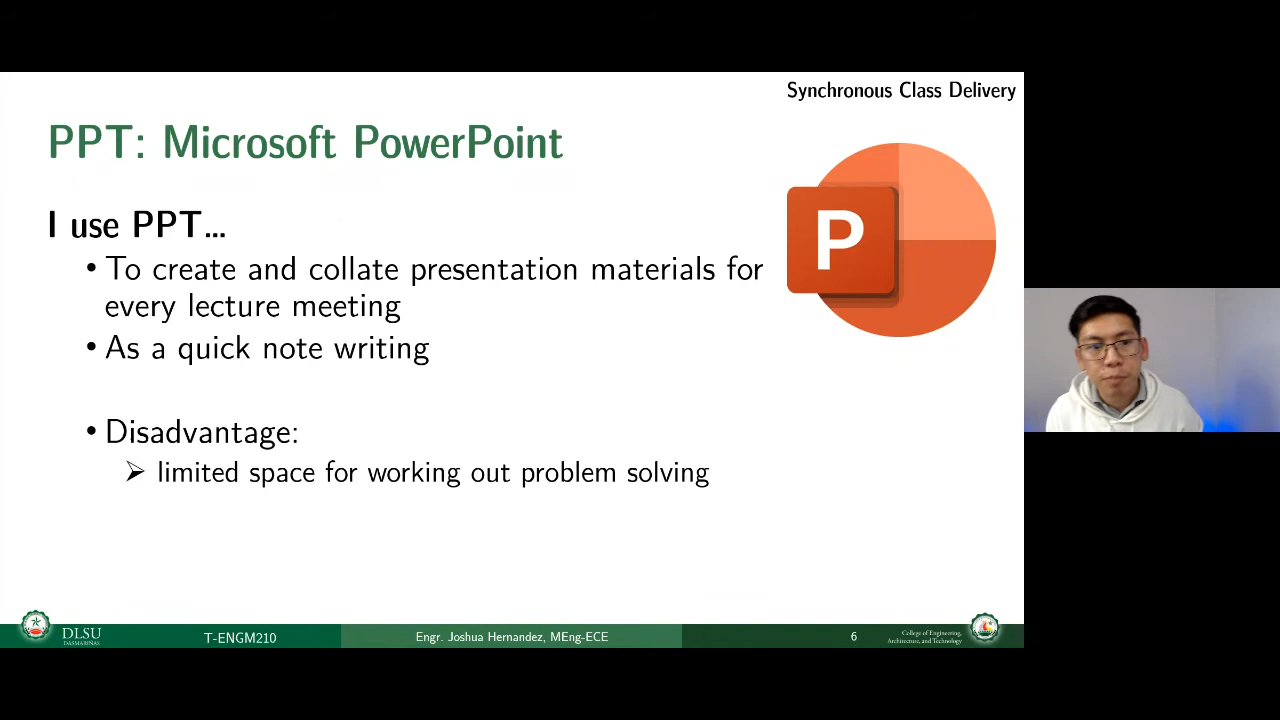 Synchronous Class Delivery
PPT: Microsoft PowerPoint
P
I use PPT...
• To create and collate presentation materials for
every lecture meeting
• As a quick note writing
• Disadvantage:
➢ limited space for working out problem solving
DLSU
DASMARIÑAS
T-ENGM210
Engr. Joshua Hernandez, MEng-ECE
6
College of Engineering,
Architecture, and Technology